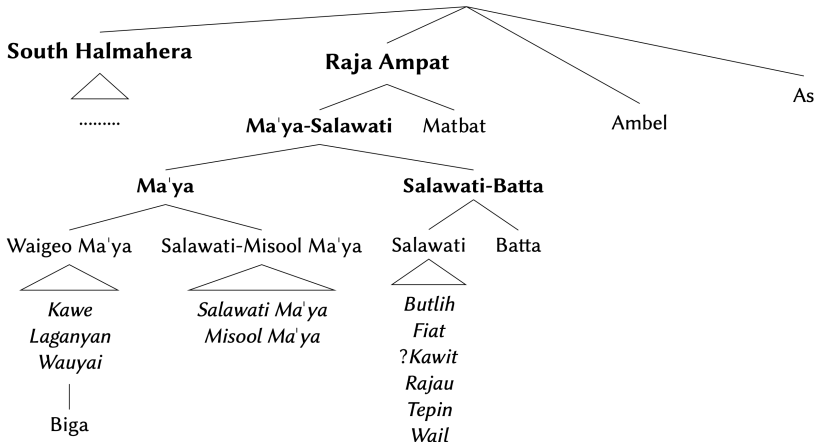 South Halmahera
Raja Ampat
As
.........
Ma'ya-Salawati
Matbat
Ambel
Ma'ya
Salawati-Batta
Waigeo Ma'ya
Salawati-Misool Ma'ya
Salawati
Batta
Kawe
Laganyan
Wauyai
Salawati Ma'ya
Misool Ma'ya
Butlih
Fiat
?Kawit
Rajau
Tepin
Wail
Biga